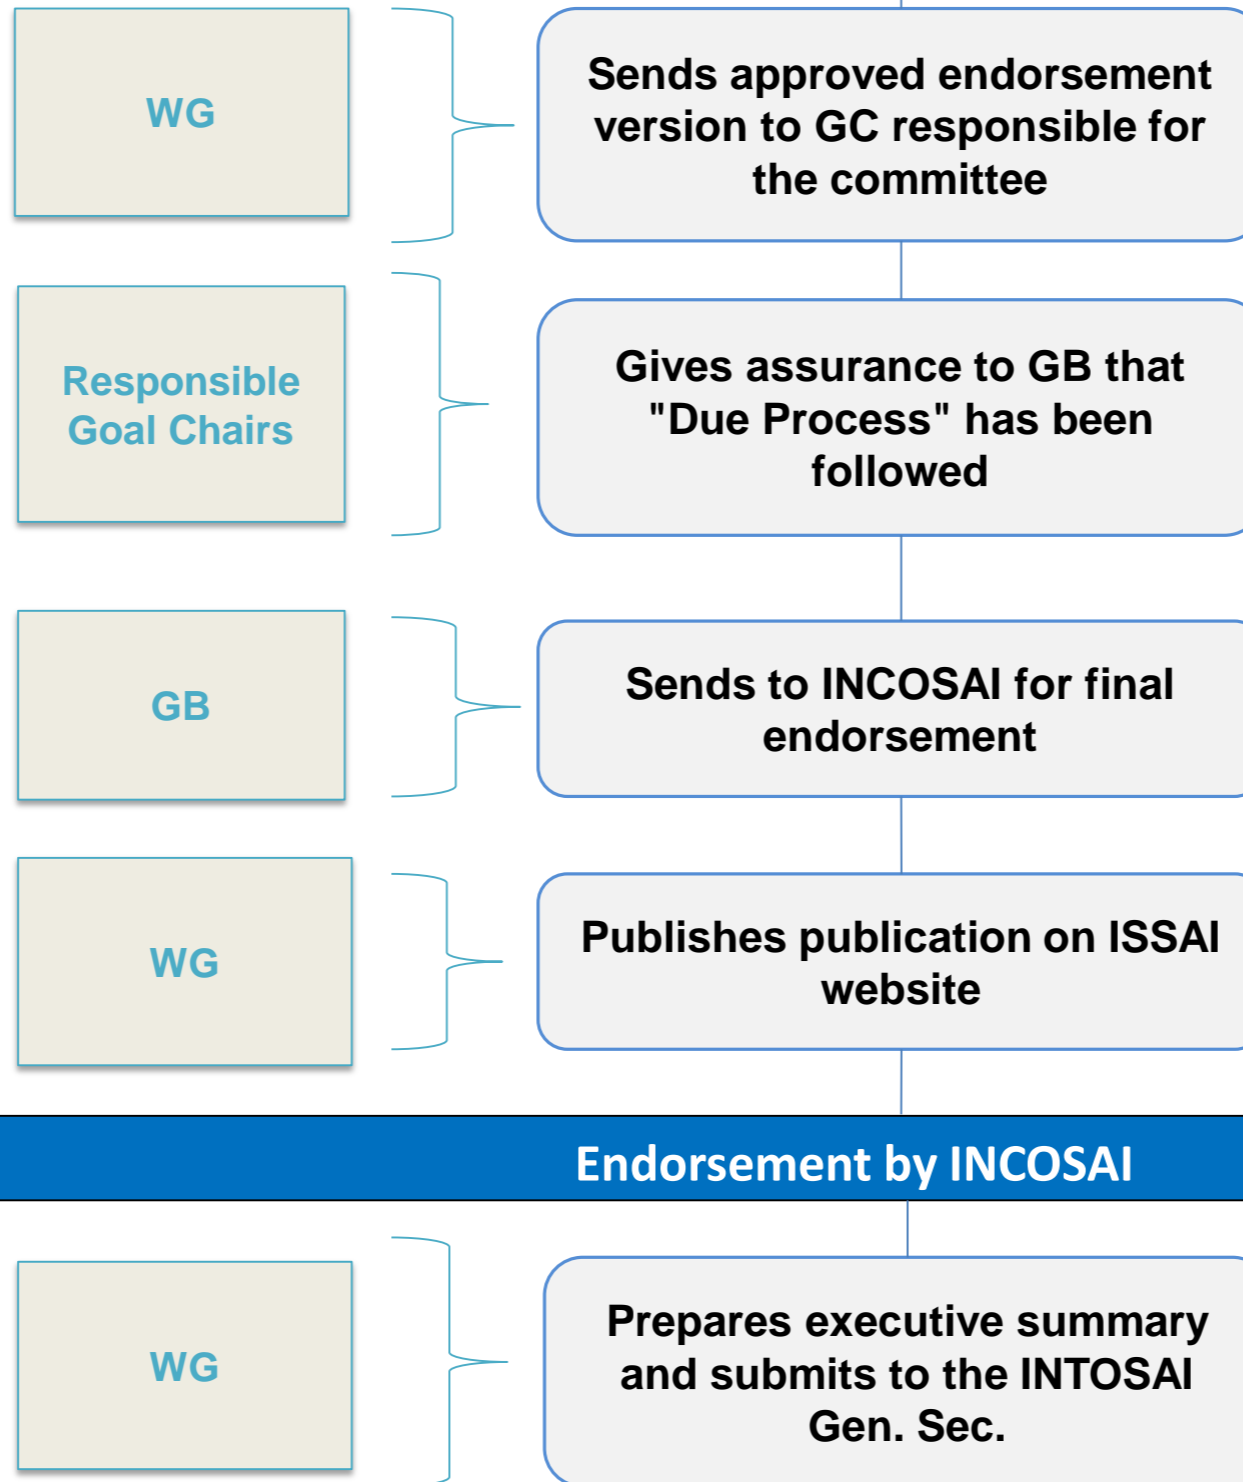 WG
Sends approved endorsement
version to GC responsible for
the committee
Responsible
Goal Chairs
Gives assurance to GB that
"Due Process" has been
followed
GB
Sends to INCOSAI for final
endorsement
WG
Publishes publication on ISSAI
website
Endorsement by INCOSAI
WG
Prepares executive summary
and submits to the INTOSAI
Gen. Sec.